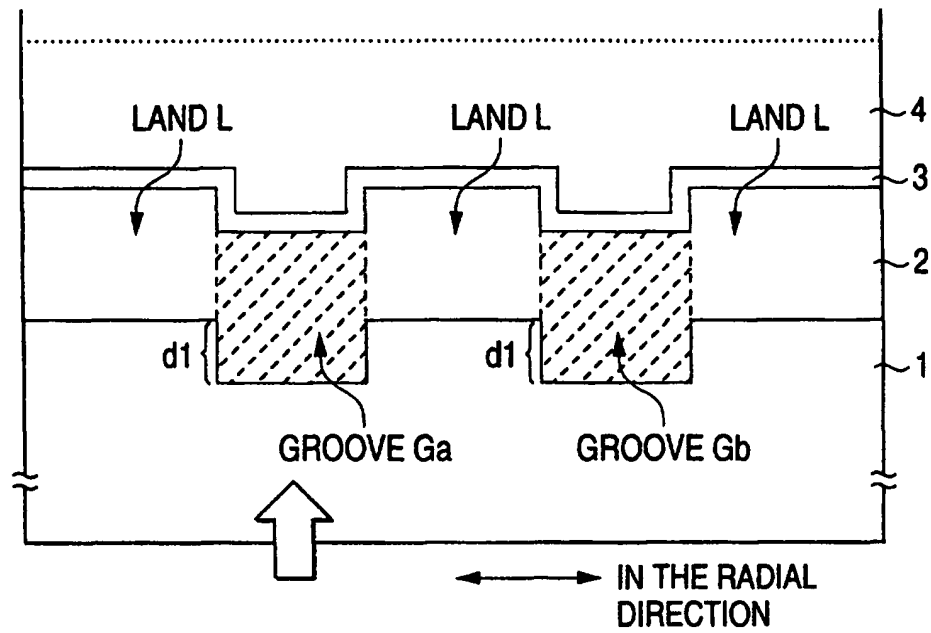 LAND L LAND L LAND L
4
3
2
d1 d1
1
GROOVE Ga GROOVE Gb
IN THE RADIAL
DIRECTION